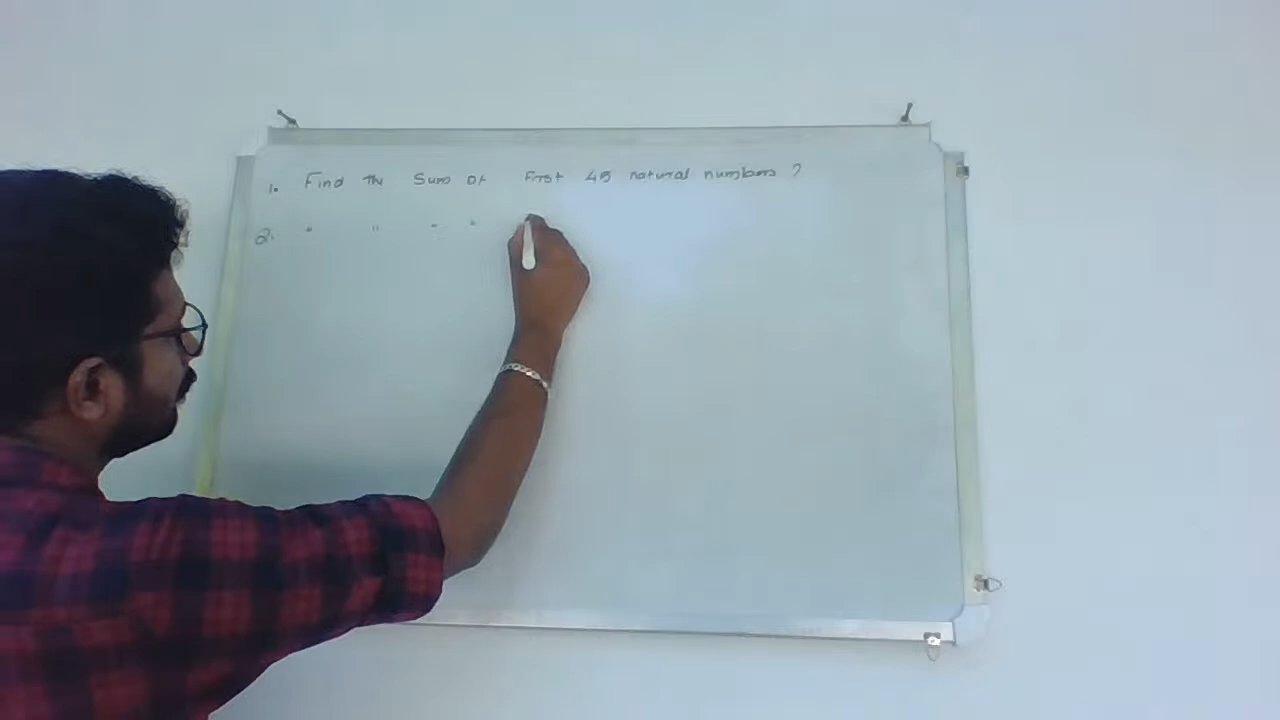 1. Find the Sum of First 45 natural numbers ?
2. " " " "